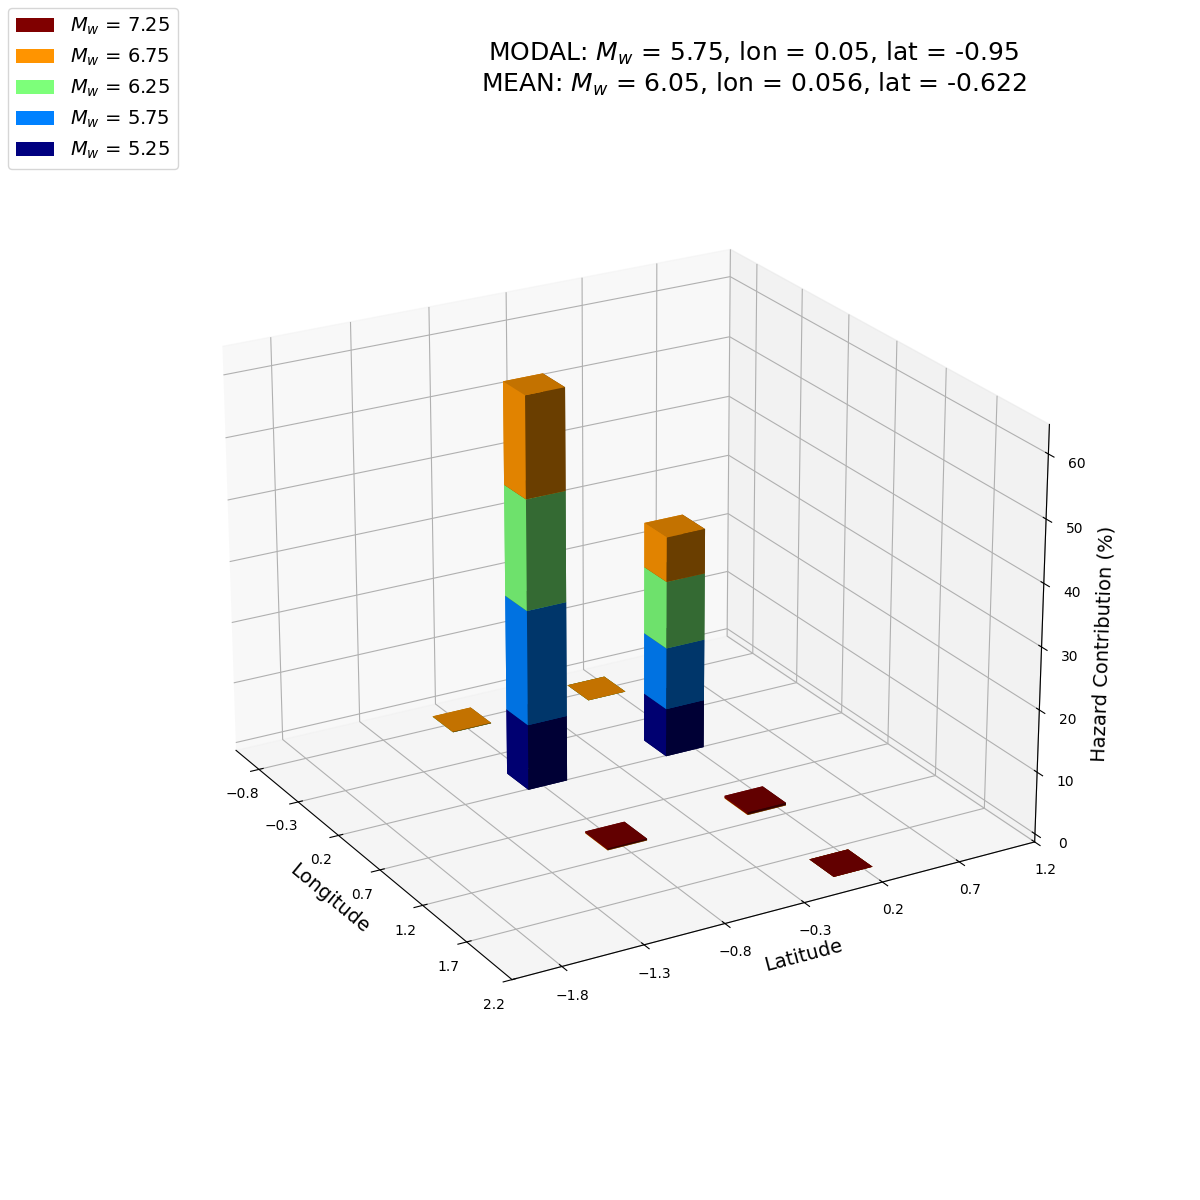 M_w = 7.25
M_w = 6.75
M_w = 6.25
M_w = 5.75
M_w = 5.25
MODAL: M_w = 5.75, lon = 0.05, lat = -0.95
MEAN: M_w = 6.05, lon = 0.056, lat = -0.622
Hazard Contribution (%)
60
50
40
30
20
10
0
Longitude
−0.8
−0.3
0.2
0.7
1.2
1.7
2.2
Latitude
−1.8
−1.3
−0.8
−0.3
0.2
0.7
1.2